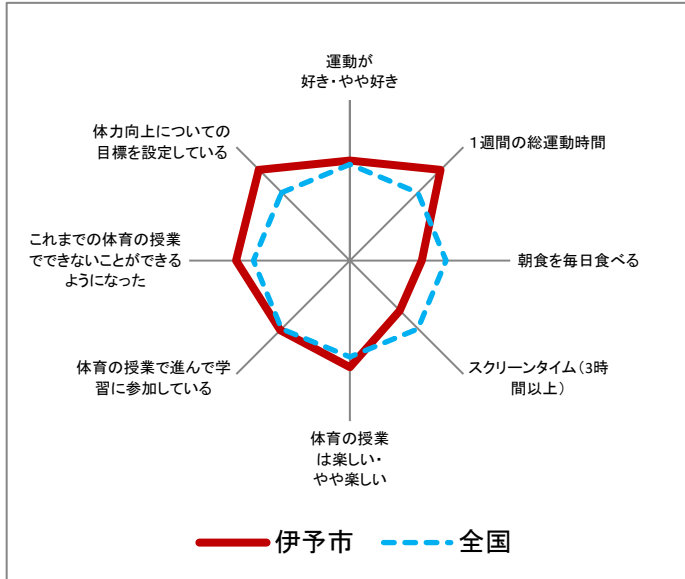 運動が
好き・やや好き
体力向上についての
目標を設定している
1週間の総運動時間
これまでの体育の授業
でできないことができる
ようになった
朝食を毎日食べる
体育の授業で進んで学
習に参加している
スクリーンタイム（3時
間以上）
体育の授業
は楽しい・
やや楽しい
伊予市
全国